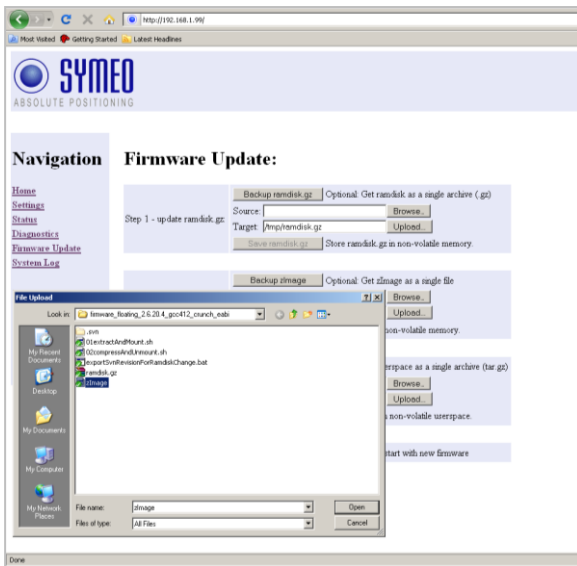 http://192.168.1.99/
Most Visited Getting Started Latest Headlines
SYMEO
ABSOLUTE POSITIONING
Navigation
Home
Settings
Status
Diagnostics
Firmware Update
System Log
Firmware Update:
Step 1 - update ramdisk.gz
Backup ramdisk.gz Optional: Get ramdisk as a single archive (.gz)
Source: Browse..
Target: /tmp/ramdisk.gz Upload...
Save ramdisk.gz Store ramdisk.gz in non-volatile memory.
Backup zImage Optional: Get zImage as a single file
Browse..
Upload...
non-volatile memory.
erspace as a single archive (tar.gz)
Browse..
Upload...
n non-volatile userspace.
start with new firmware
File Upload
Look in: firmware_floating_2.6.20.4_gcc412_crunch_eabi
.svn
01extractAndMount.sh
02compressAndUnmount.sh
exportSvnRevisionForRamdiskChange.bat
ramdisk.gz
zImage
My Recent Documents
Desktop
My Documents
My Computer
My Network Places
File name: zImage Open
Files of type: All Files Cancel
Done